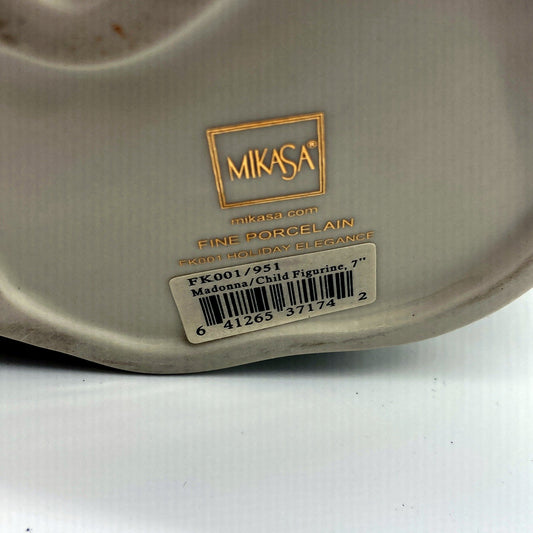 MIKASA®
mikasa.com
FINE PORCELAIN
FK001 HOLIDAY ELEGANCE
FK001/951
Madonna/Child Figurine, 7"
6 41265 37174 2